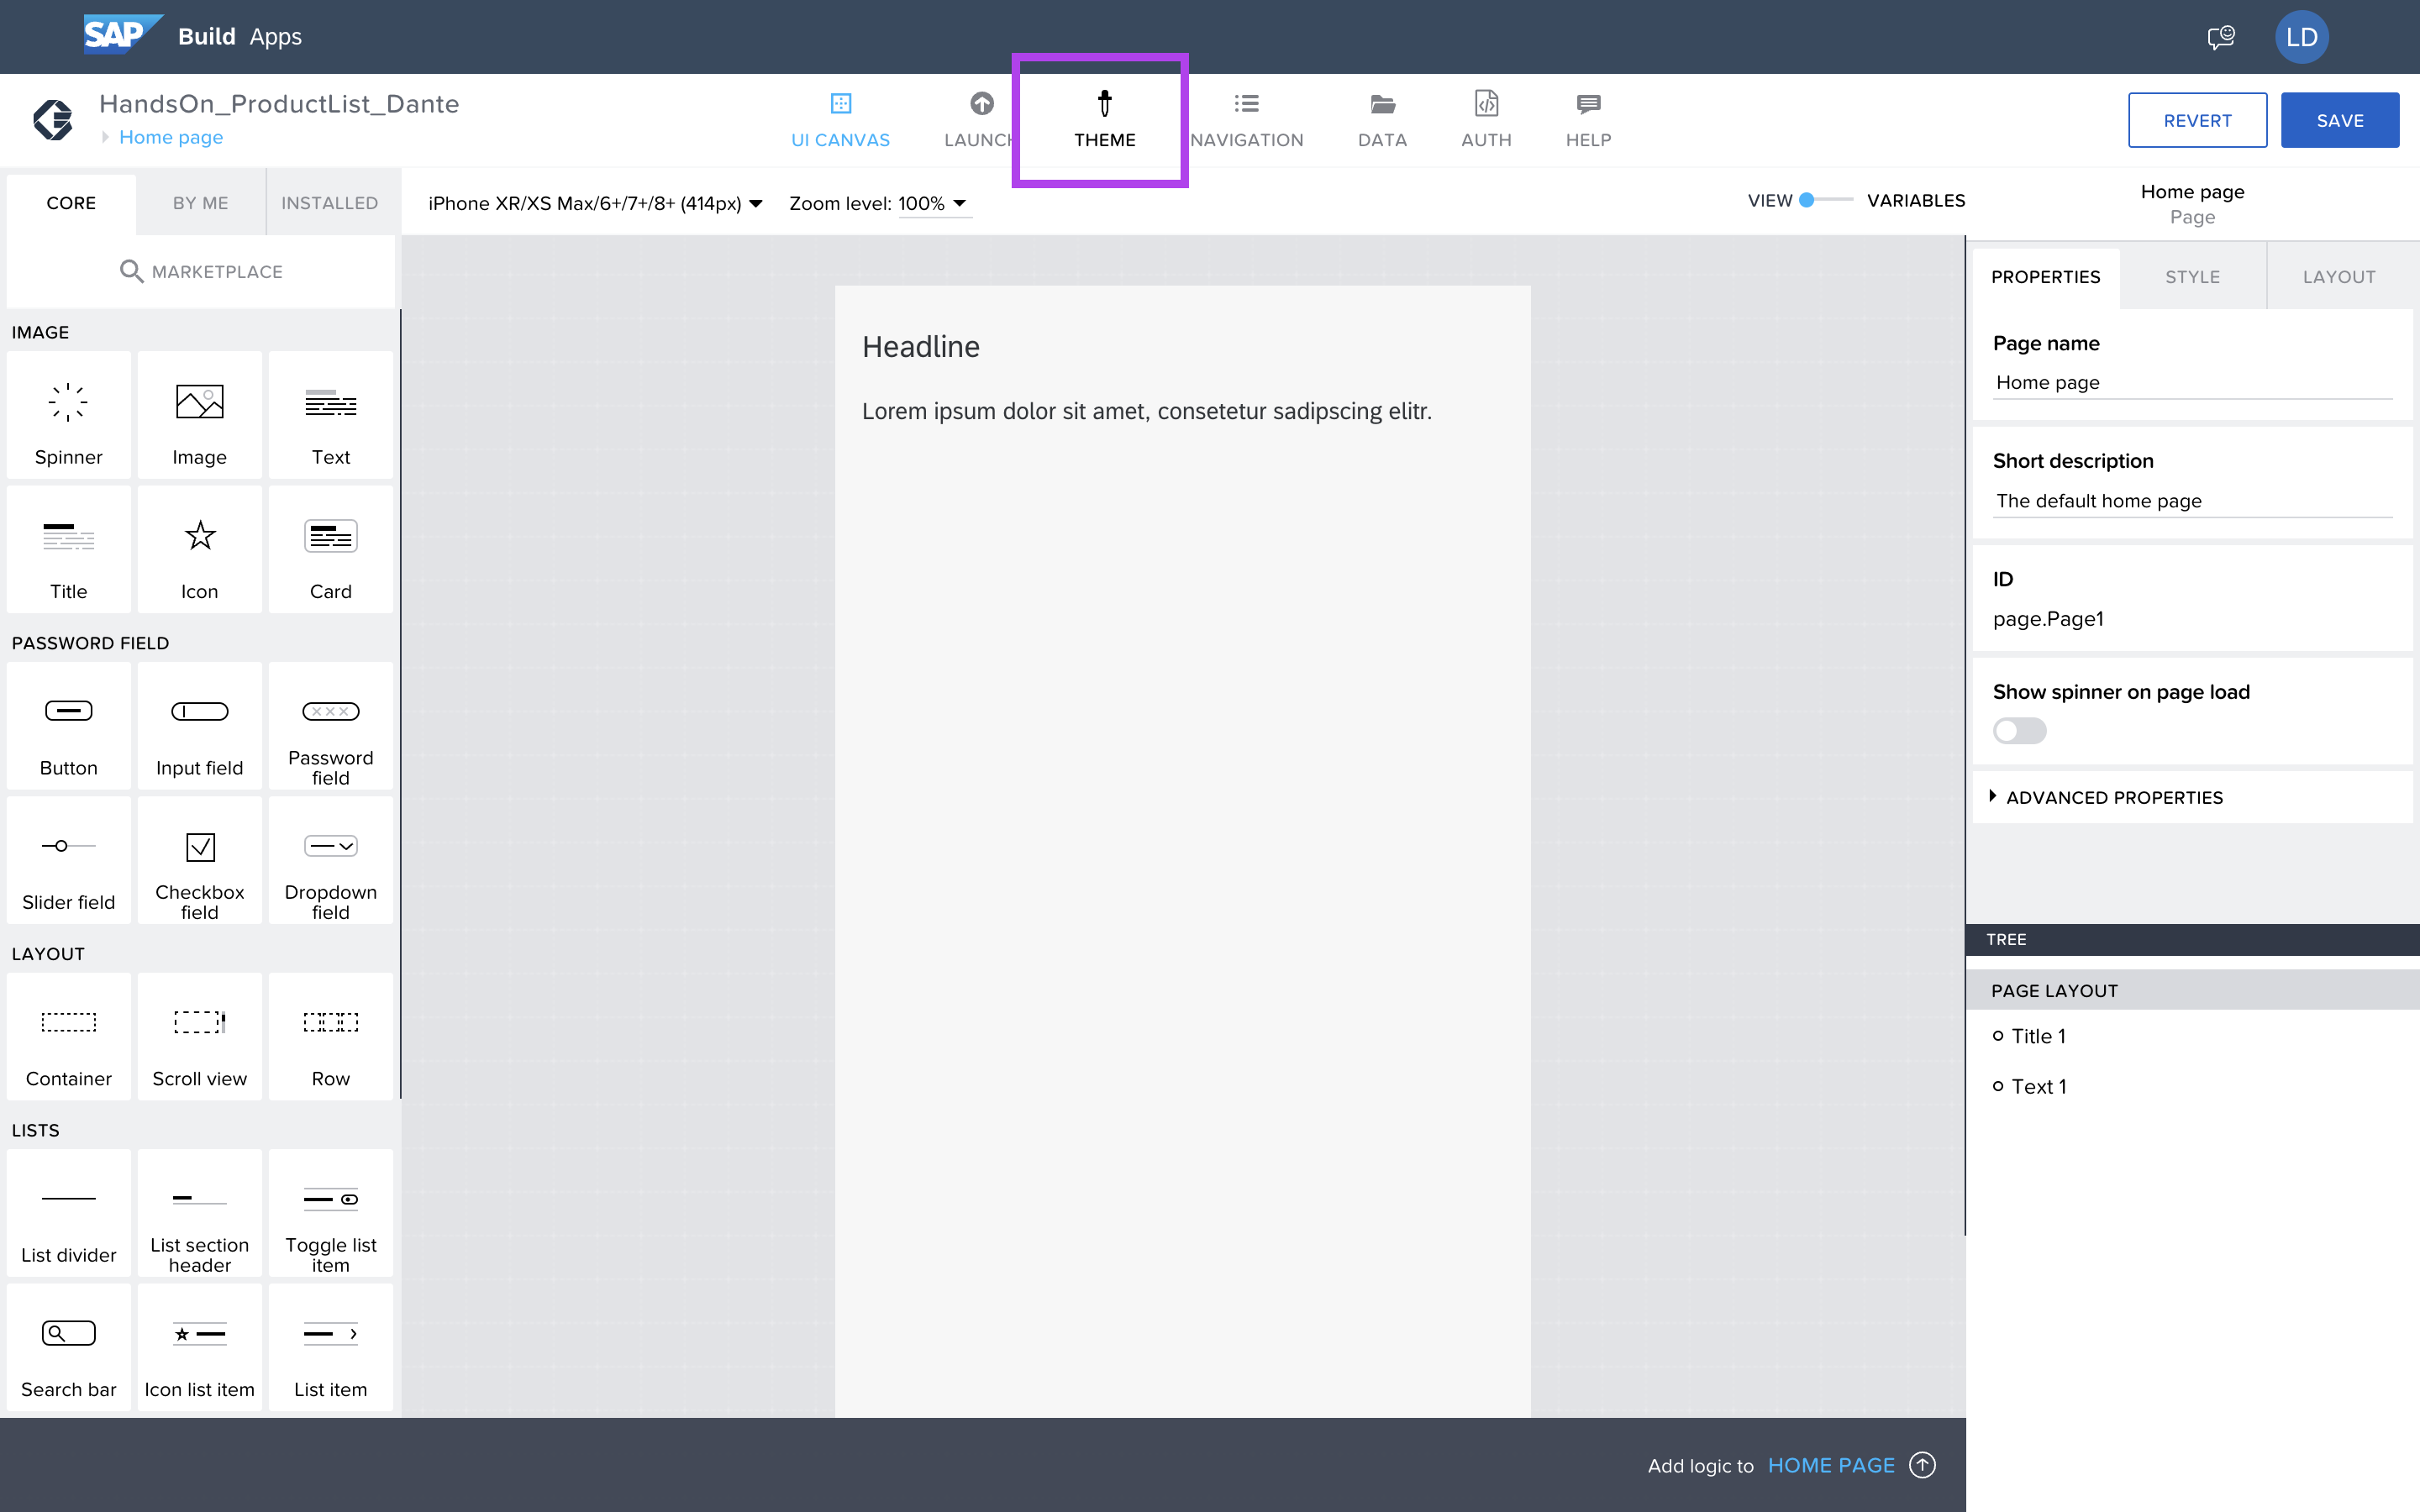 SAP Build Apps
LD
HandsOn_ProductList_Dante
Home page
UI CANVAS
LAUNCH
THEME
NAVIGATION
DATA
AUTH
HELP
REVERT
SAVE
CORE
BY ME
INSTALLED
iPhone XR/XS Max/6+/7+/8+ (414px)
Zoom level: 100%
VIEW
VARIABLES
Home page
Page
MARKETPLACE
PROPERTIES
STYLE
LAYOUT
IMAGE
Spinner
Image
Text
Title
Icon
Card
PASSWORD FIELD
Button
Input field
Password
field
Slider field
Checkbox
field
Dropdown
field
LAYOUT
Container
Scroll view
Row
LISTS
List divider
List section
header
Toggle list
item
Search bar
Icon list item
List item
Headline
Lorem ipsum dolor sit amet, consetetur sadipscing elitr.
Page name
Home page
Short description
The default home page
ID
page.Page1
Show spinner on page load
ADVANCED PROPERTIES
TREE
PAGE LAYOUT
Title 1
Text 1
Add logic to HOME PAGE